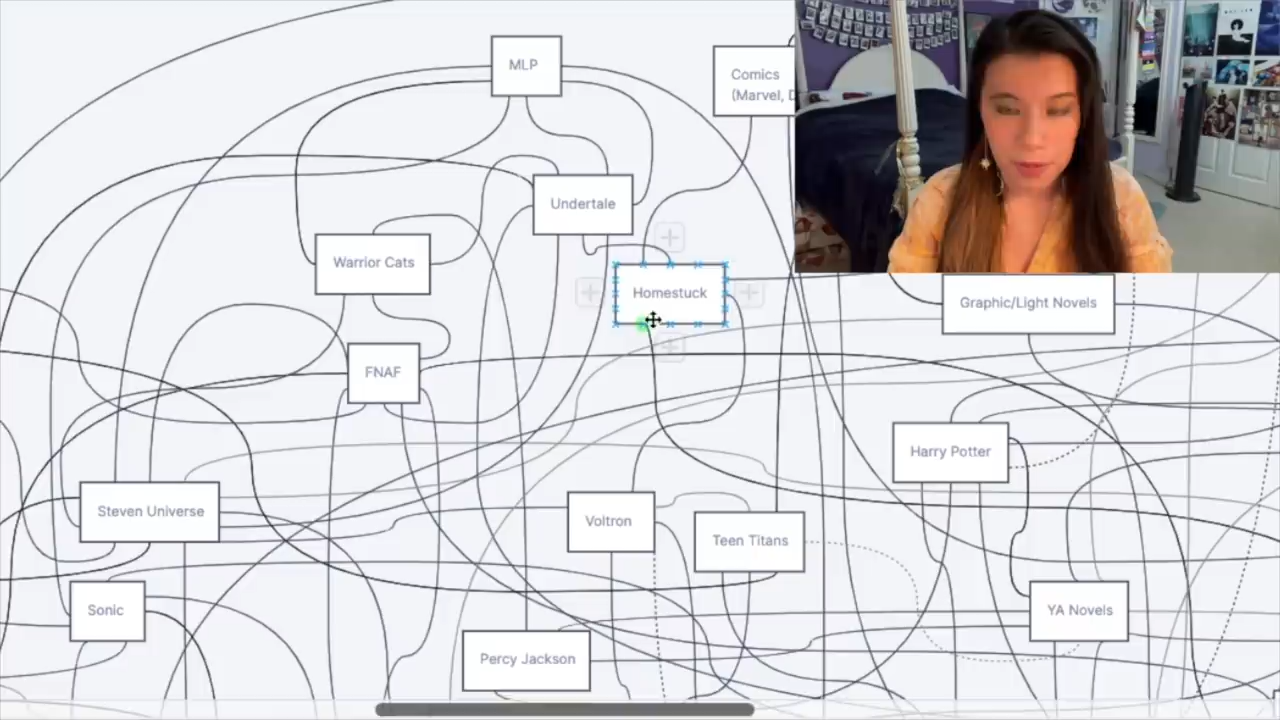 MLP
Comics
(Marvel, D
Undertale
Warrior Cats
Homestuck
Graphic/Light Novels
FNAF
Harry Potter
Steven Universe
Voltron
Teen Titans
Sonic
YA Novels
Percy Jackson